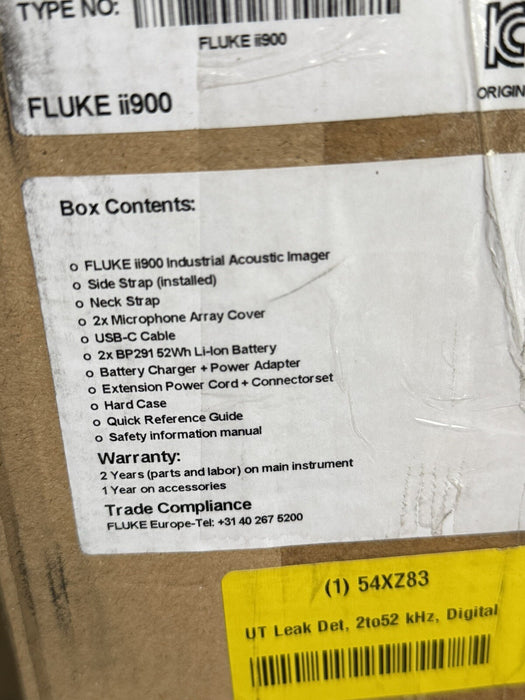 TYPE NO:
FLUKE ii900
FLUKE ii900
ORIGIN
Box Contents:
o FLUKE ii900 Industrial Acoustic Imager
o Side Strap (installed)
o Neck Strap
o 2x Microphone Array Cover
o USB-C Cable
o 2x BP291 52Wh Li-Ion Battery
o Battery Charger + Power Adapter
o Extension Power Cord + Connectorset
o Hard Case
o Quick Reference Guide
o Safety information manual
Warranty:
2 Years (parts and labor) on main instrument
1 Year on accessories
Trade Compliance
FLUKE Europe-Tel: +31 40 267 5200
(1) 54XZ83
UT Leak Det, 2to52 kHz, Digital